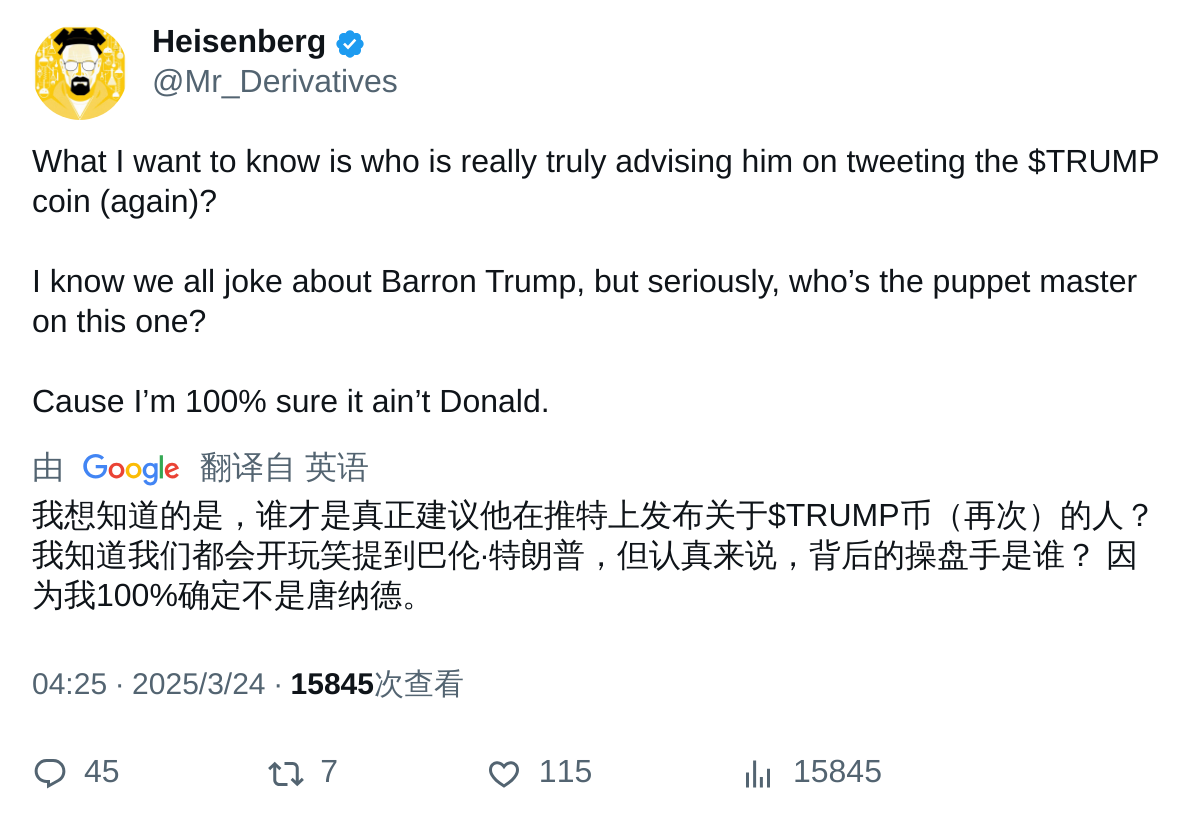 Heisenberg
@Mr_Derivatives
What I want to know is who is really truly advising him on tweeting the $TRUMP
coin (again)?
I know we all joke about Barron Trump, but seriously, who’s the puppet master
on this one?
Cause I’m 100% sure it ain’t Donald.
由 Google 翻译自 英语
我想知道的是，谁才是真正建议他在推特上发布关于$TRUMP币（再次）的人？
我知道我们都会开玩笑提到巴伦·特朗普，但认真来说，背后的操盘手是谁？ 因
为我100%确定不是唐纳德。
04:25 · 2025/3/24 · 15845次查看
45 7 115 15845